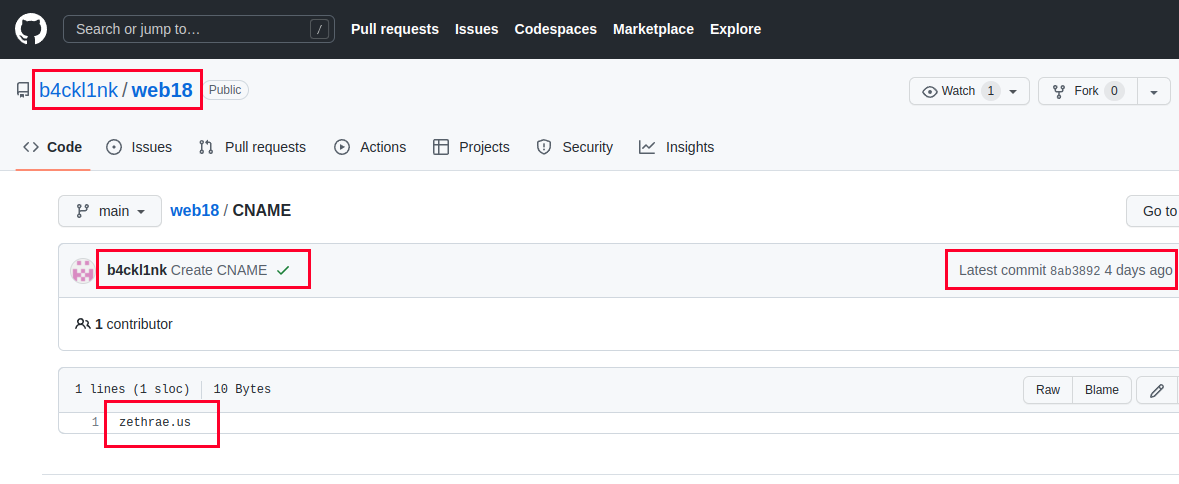 Search or jump to… / Pull requests Issues Codespaces Marketplace Explore
b4ckl1nk / web18 Public Watch 1 Fork 0
Code Issues Pull requests Actions Projects Security Insights
main web18 / CNAME Go to
b4ckl1nk Create CNAME Latest commit 8ab3892 4 days ago
1 contributor
1 lines (1 sloc) 10 Bytes Raw Blame
1 zethrae.us